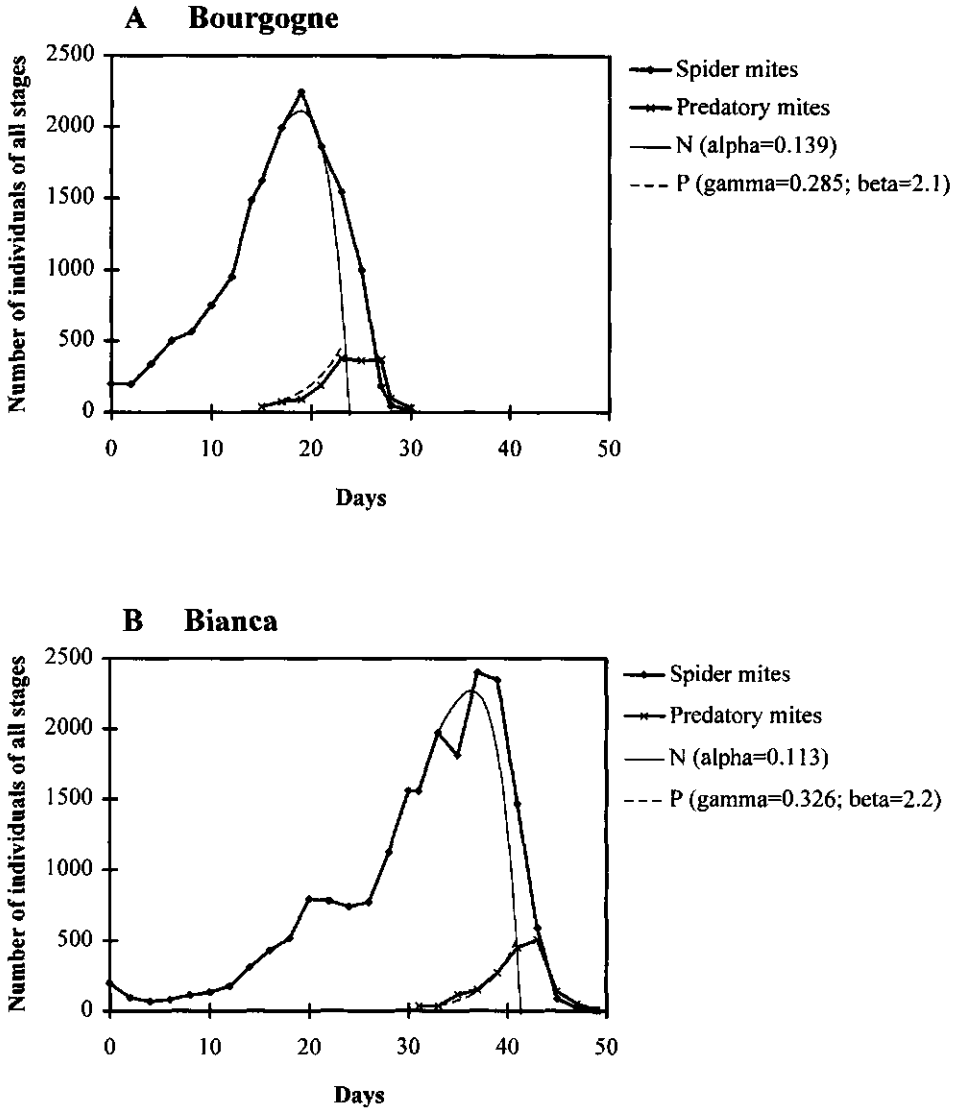 A Bourgogne
Number of individuals of all stages
2500
2000
1500
1000
500
0
0 10 20 30 40 50
Days
Spider mites
Predatory mites
N (alpha=0.139)
P (gamma=0.285; beta=2.1)
B Bianca
Number of individuals of all stages
2500
2000
1500
1000
500
0
0 10 20 30 40 50
Days
Spider mites
Predatory mites
N (alpha=0.113)
P (gamma=0.326; beta=2.2)